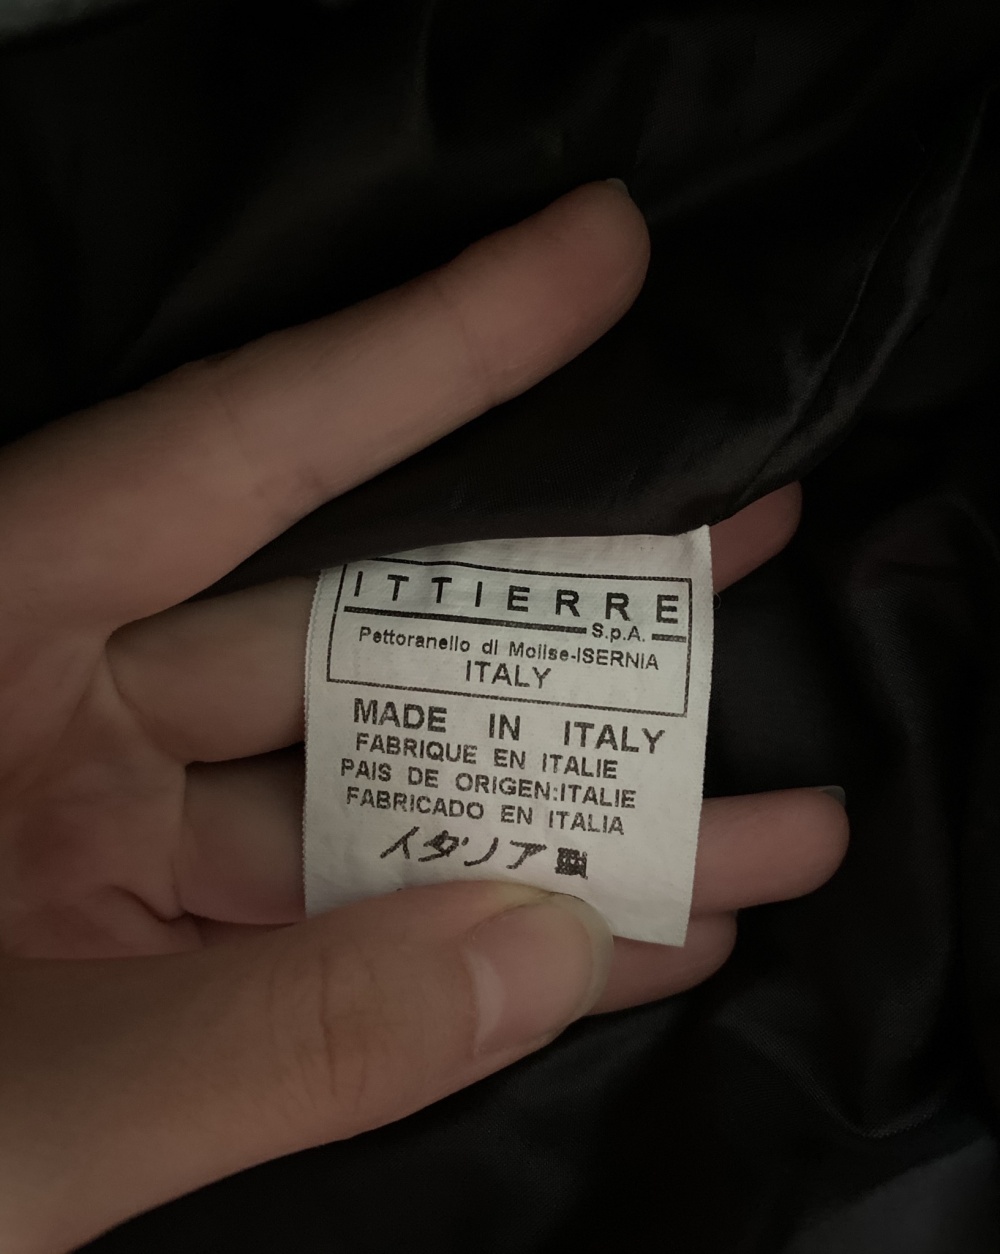 ITTIERRE
S.p.A.
Pettoranello di Molise-ISERNIA
ITALY
MADE IN ITALY
FABRIQUE EN ITALIE
PAIS DE ORIGEN:ITALIE
FABRICADO EN ITALIA
イタリア